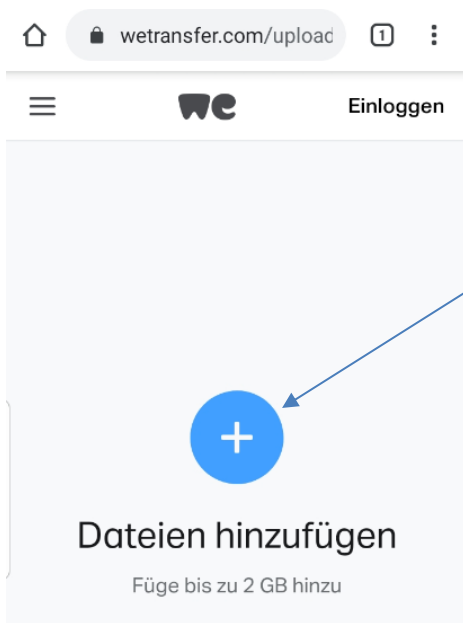 wetransfer.com/upload
1
we
Einloggen
Dateien hinzufügen
Füge bis zu 2 GB hinzu